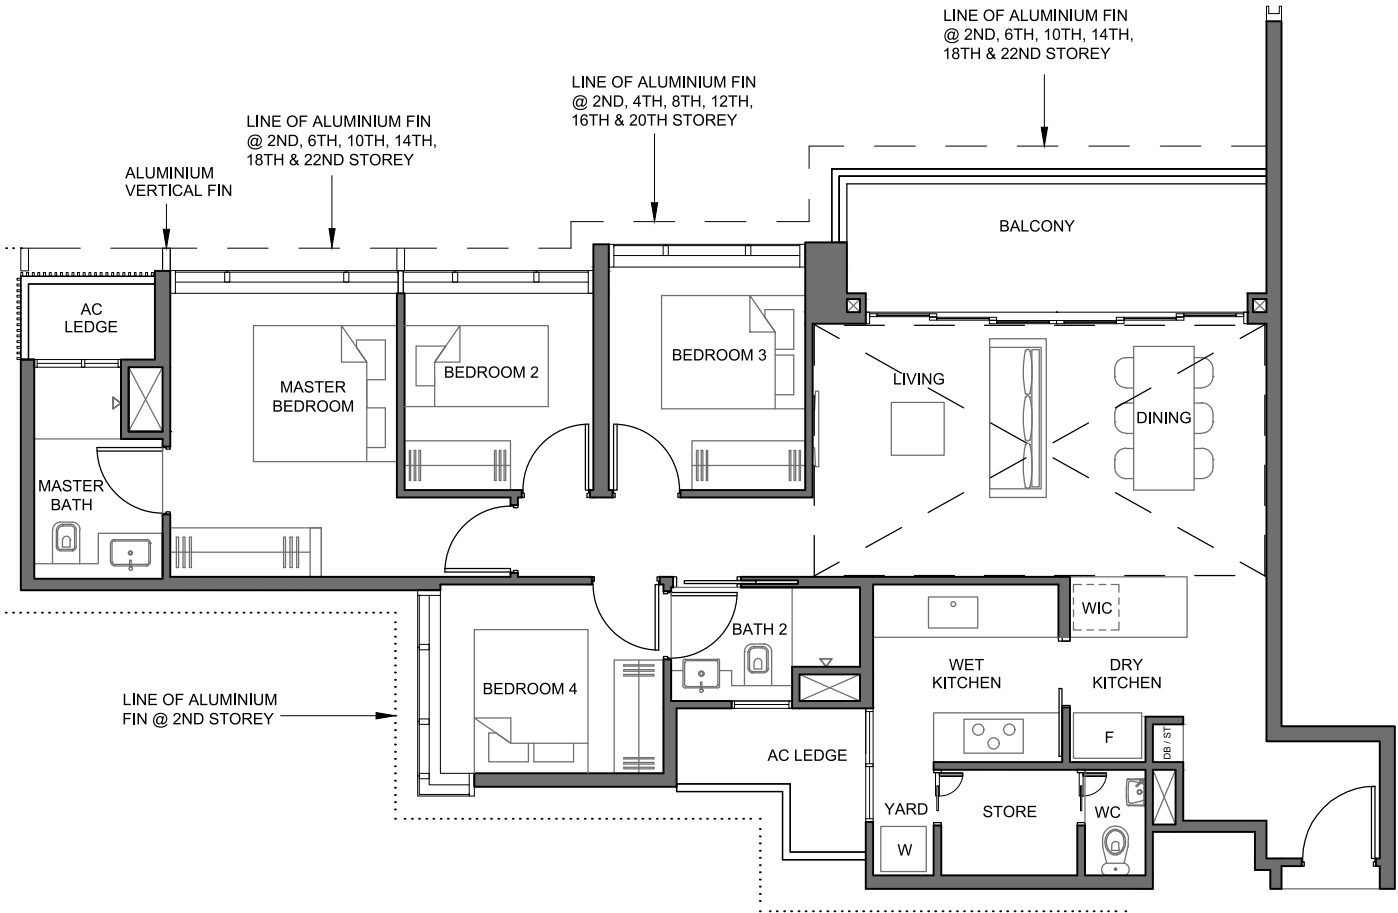 LINE OF ALUMINIUM FIN
@ 2ND, 6TH, 10TH, 14TH,
18TH & 22ND STOREY
LINE OF ALUMINIUM FIN
@ 2ND, 4TH, 8TH, 12TH,
16TH & 20TH STOREY
LINE OF ALUMINIUM FIN
@ 2ND, 6TH, 10TH, 14TH,
18TH & 22ND STOREY
ALUMINIUM
VERTICAL FIN
BALCONY
AC
LEDGE
MASTER
BEDROOM
BEDROOM 2
BEDROOM 3
LIVING
DINING
MASTER
BATH
BATH 2
WIC
BEDROOM 4
WET
KITCHEN
DRY
KITCHEN
LINE OF ALUMINIUM
FIN @ 2ND STOREY
AC LEDGE
F
DB / ST
YARD
STORE
WC
W